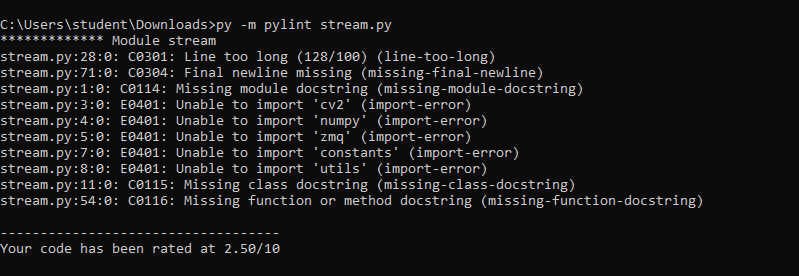 C:\Users\student\Downloads>py -m pylint stream.py
************* Module stream
stream.py:28:0: C0301: Line too long (128/100) (line-too-long)
stream.py:71:0: C0304: Final newline missing (missing-final-newline)
stream.py:1:0: C0114: Missing module docstring (missing-module-docstring)
stream.py:3:0: E0401: Unable to import 'cv2' (import-error)
stream.py:4:0: E0401: Unable to import 'numpy' (import-error)
stream.py:5:0: E0401: Unable to import 'zmq' (import-error)
stream.py:7:0: E0401: Unable to import 'constants' (import-error)
stream.py:8:0: E0401: Unable to import 'utils' (import-error)
stream.py:11:0: C0115: Missing class docstring (missing-class-docstring)
stream.py:54:0: C0116: Missing function or method docstring (missing-function-docstring)
-----------------------------------
Your code has been rated at 2.50/10